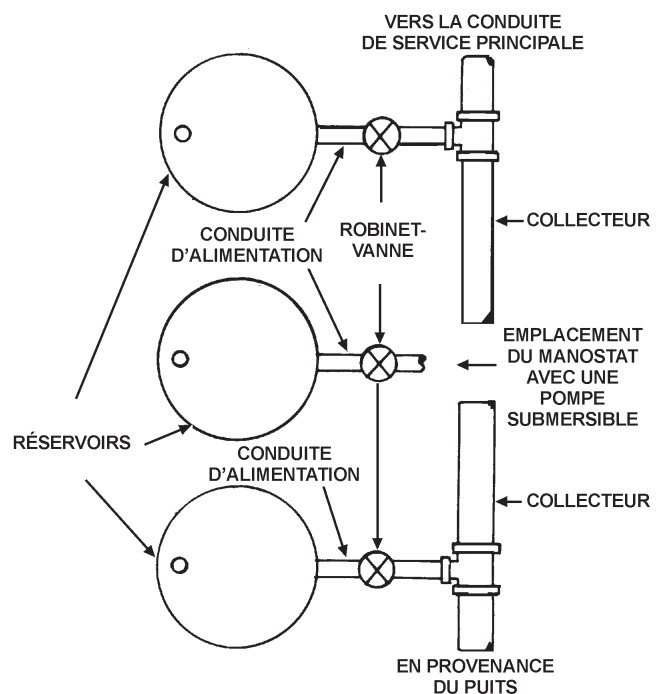 VERS LA CONDUITE
DE SERVICE PRINCIPALE
COLLECTEUR
CONDUITE
D'ALIMENTATION
ROBINET-
VANNE
EMPLACEMENT
DU MANOSTAT
AVEC UNE
POMPE
SUBMERSIBLE
RÉSERVOIRS
CONDUITE
D'ALIMENTATION
COLLECTEUR
EN PROVENANCE
DU PUITS